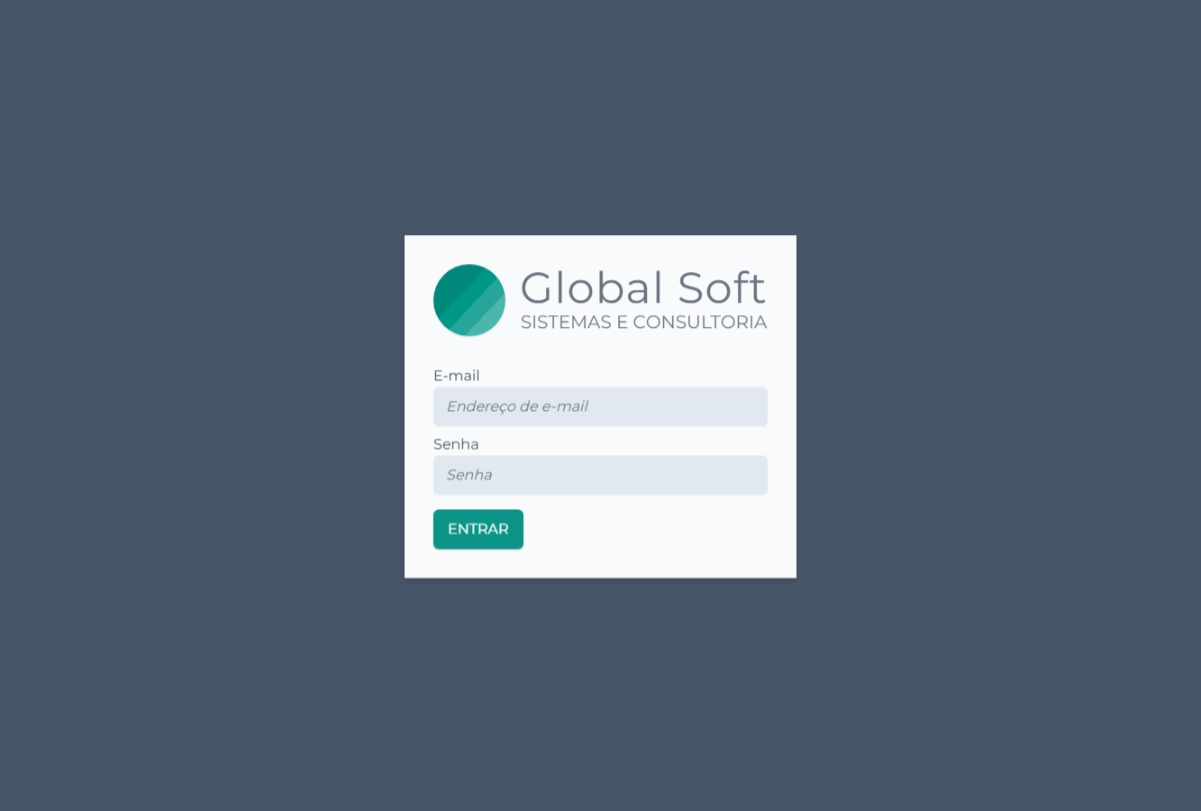 Global Soft
SISTEMAS E CONSULTORIA
E-mail
Endereço de e-mail
Senha
Senha
ENTRAR